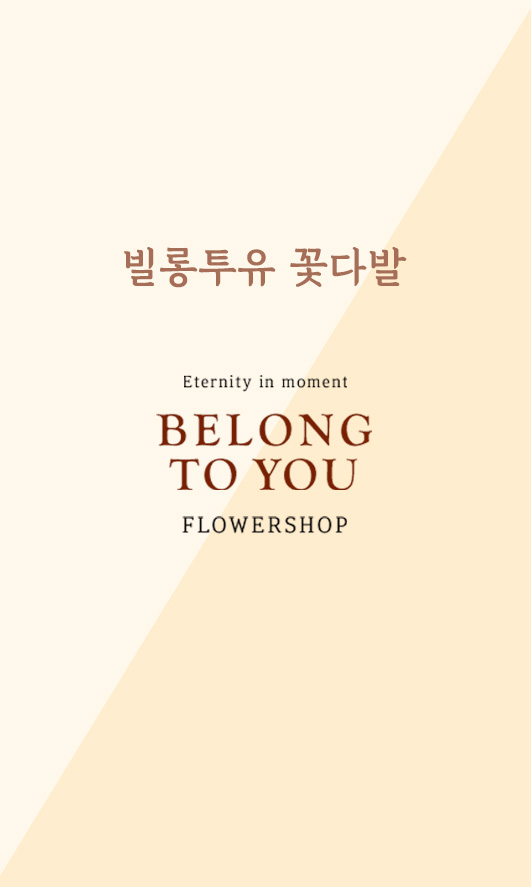 빌롱투유 꽃다발
Eternity in moment
BELONG
TO YOU
FLOWERSHOP